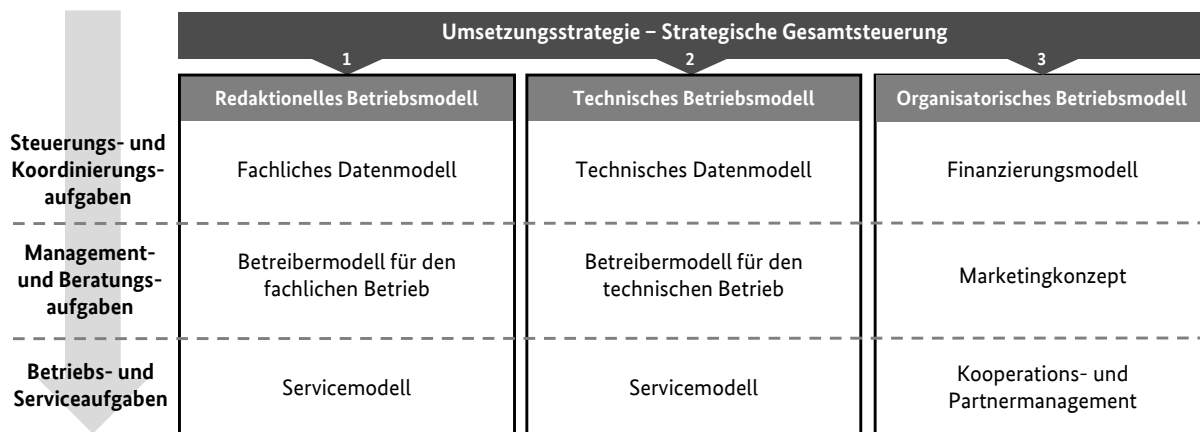 Umsetzungsstrategie – Strategische Gesamtsteuerung
1
2
3
Redaktionelles Betriebsmodell
Technisches Betriebsmodell
Organisatorisches Betriebsmodell
Steuerungs- und
Koordinierungs-
aufgaben
Fachliches Datenmodell
Technisches Datenmodell
Finanzierungsmodell
Management-
und Beratungs-
aufgaben
Betreibermodell für den
fachlichen Betrieb
Betreibermodell für den
technischen Betrieb
Marketingkonzept
Betriebs- und
Serviceaufgaben
Servicemodell
Servicemodell
Kooperations- und
Partnermanagement